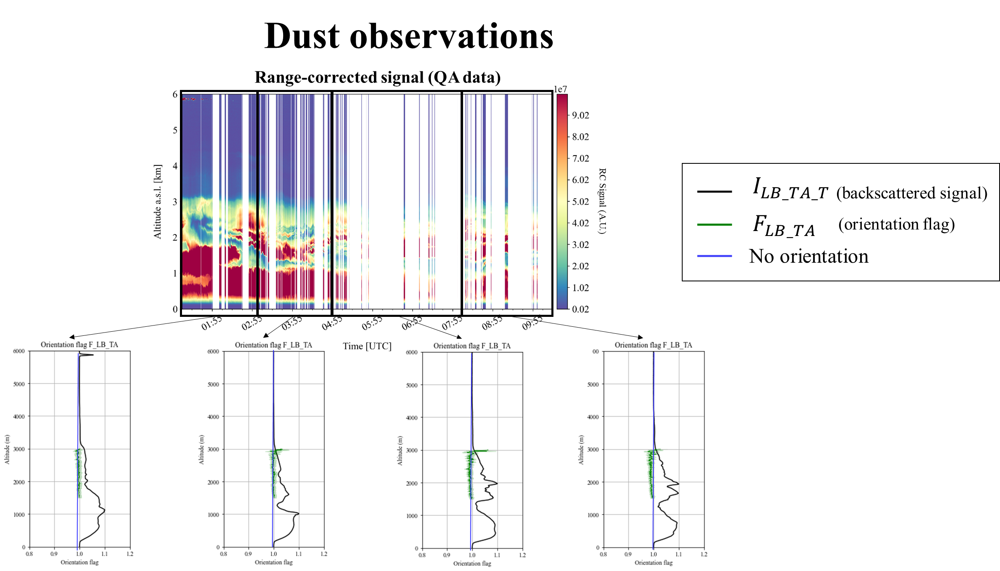 Dust observations
Range-corrected signal (QA data)
1e7
6
5
4
3
2
1
0
Altitude a.s.l. [km]
9.02
8.02
7.02
6.02
5.02
4.02
3.02
2.02
1.02
0.02
RC Signal (A.U.)
01:55
02:55
03:55
04:55
05:55
06:55
07:55
08:55
09:55
Time [UTC]
I_{LB_TA_T} (backscattered signal)
F_{LB_TA} (orientation flag)
No orientation
Orientation flag F_LB_TA
6000
5000
4000
3000
2000
1000
0
Altitude (m)
0.8 0.9 1.0 1.1 1.2
Orientation flag
Orientation flag F_LB_TA
6000
5000
4000
3000
2000
1000
0
Altitude (m)
0.8 0.9 1.0 1.1 1.2
Orientation flag
Orientation flag F_LB_TA
6000
5000
4000
3000
2000
1000
0
Altitude (m)
0.8 0.9 1.0 1.1 1.2
Orientation flag
Orientation flag F_LB_TA
00
5000
4000
3000
2000
1000
0
Altitude (m)
0.8 0.9 1.0 1.1 1.2
Orientation flag